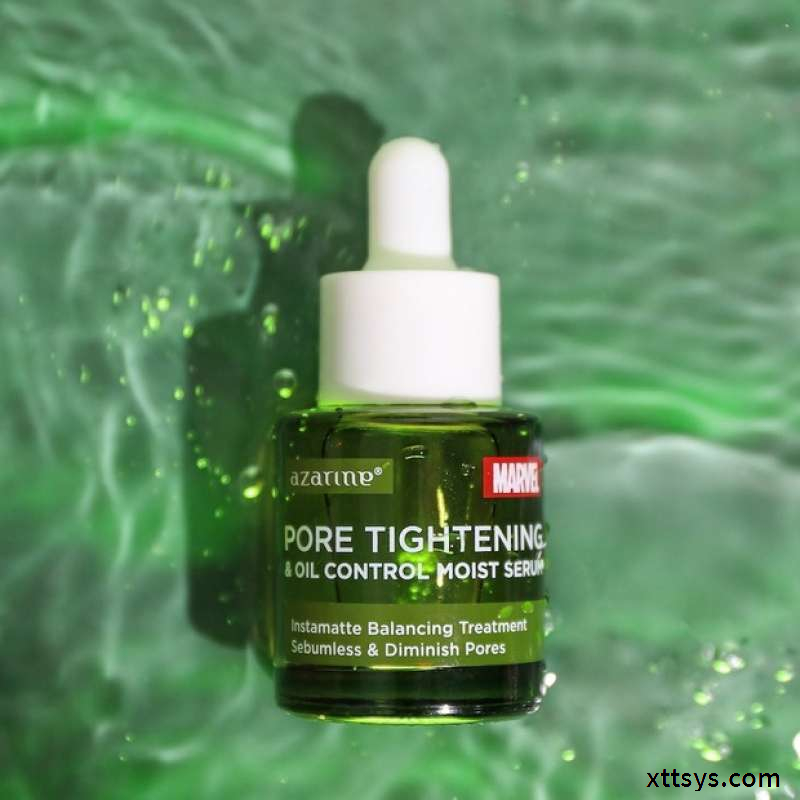 azarine®
MARVEL
PORE TIGHTENING
& OIL CONTROL MOIST SERUM
Instamatte Balancing Treatment
Sebumless & Diminish Pores
xttsys.com